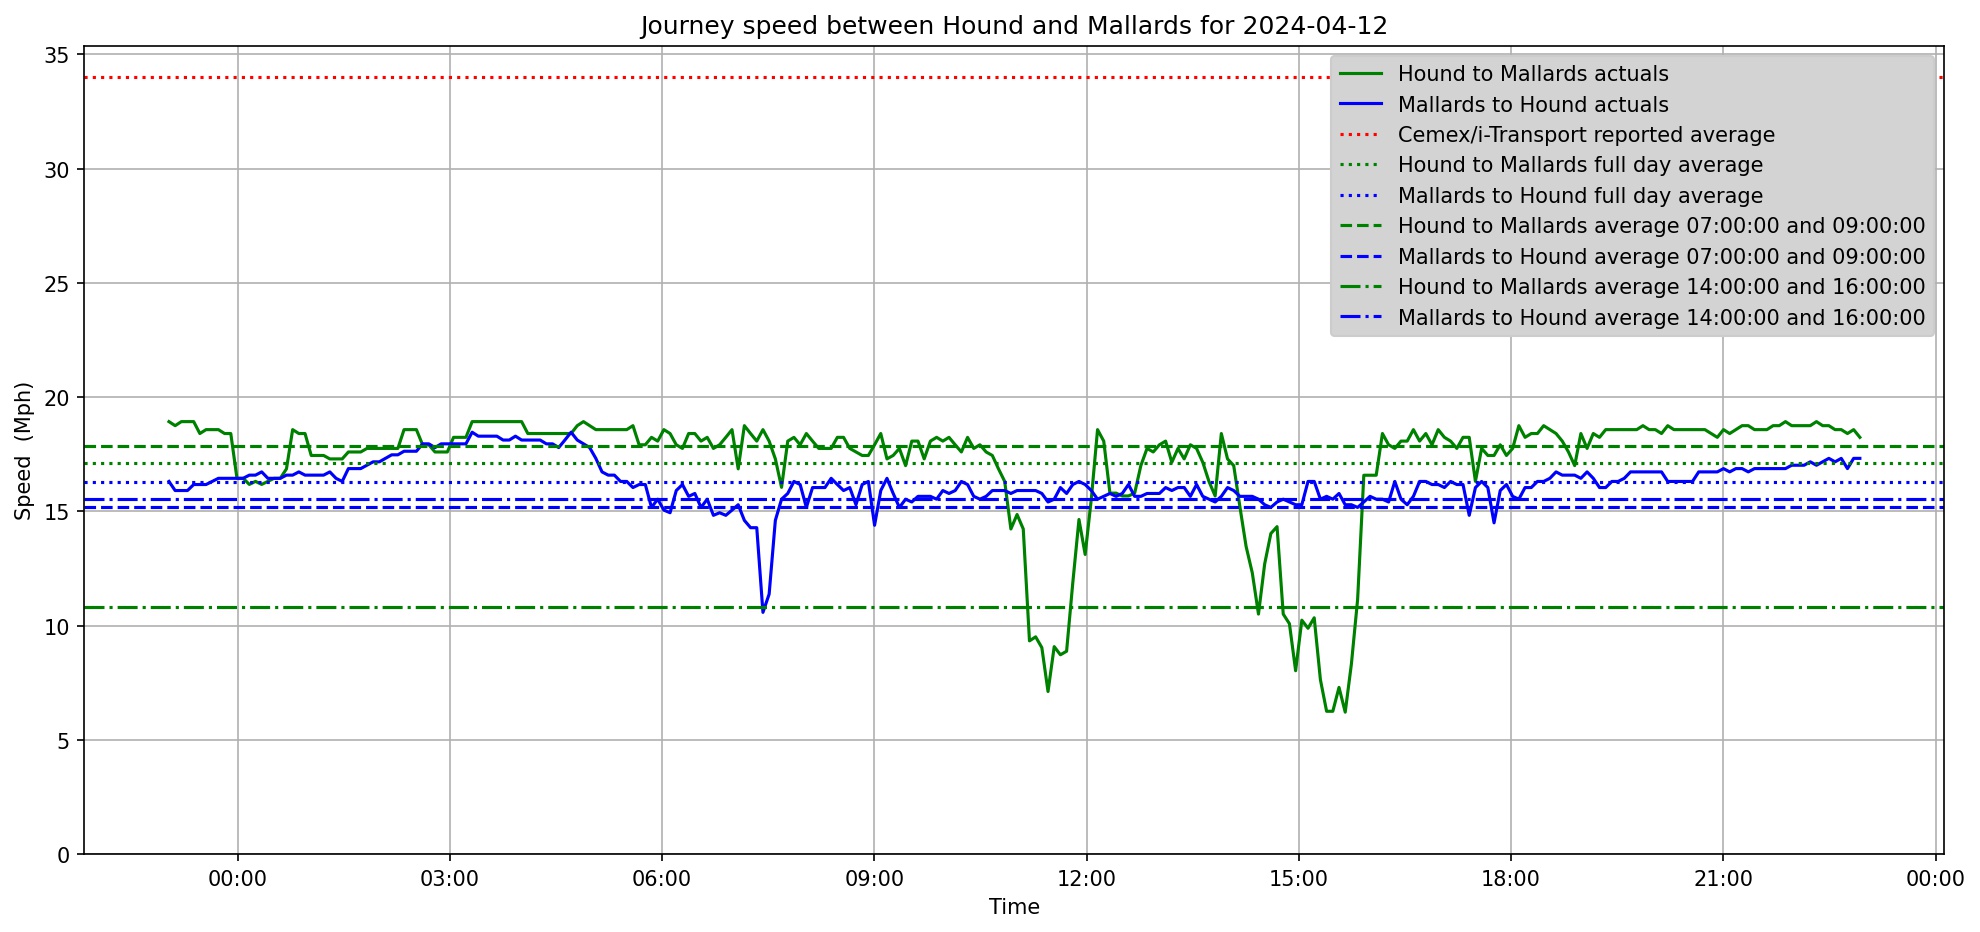 Journey speed between Hound and Mallards for 2024-04-12
35
30
25
20
15
10
5
0
Speed (Mph)
Hound to Mallards actuals
Mallards to Hound actuals
Cemex/i-Transport reported average
Hound to Mallards full day average
Mallards to Hound full day average
Hound to Mallards average 07:00:00 and 09:00:00
Mallards to Hound average 07:00:00 and 09:00:00
Hound to Mallards average 14:00:00 and 16:00:00
Mallards to Hound average 14:00:00 and 16:00:00
00:00 03:00 06:00 09:00 12:00 15:00 18:00 21:00 00:00
Time